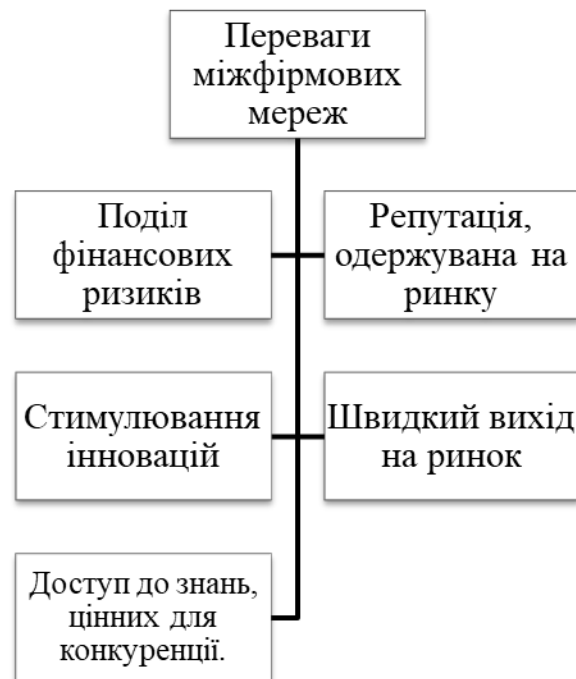 Переваги
міжфірмових
мереж
Поділ
фінансових
ризиків
Репутація,
одержувана на
ринку
Стимулювання
інновацій
Швидкий вихід
на ринок
Доступ до знань,
цінних для
конкуренції.